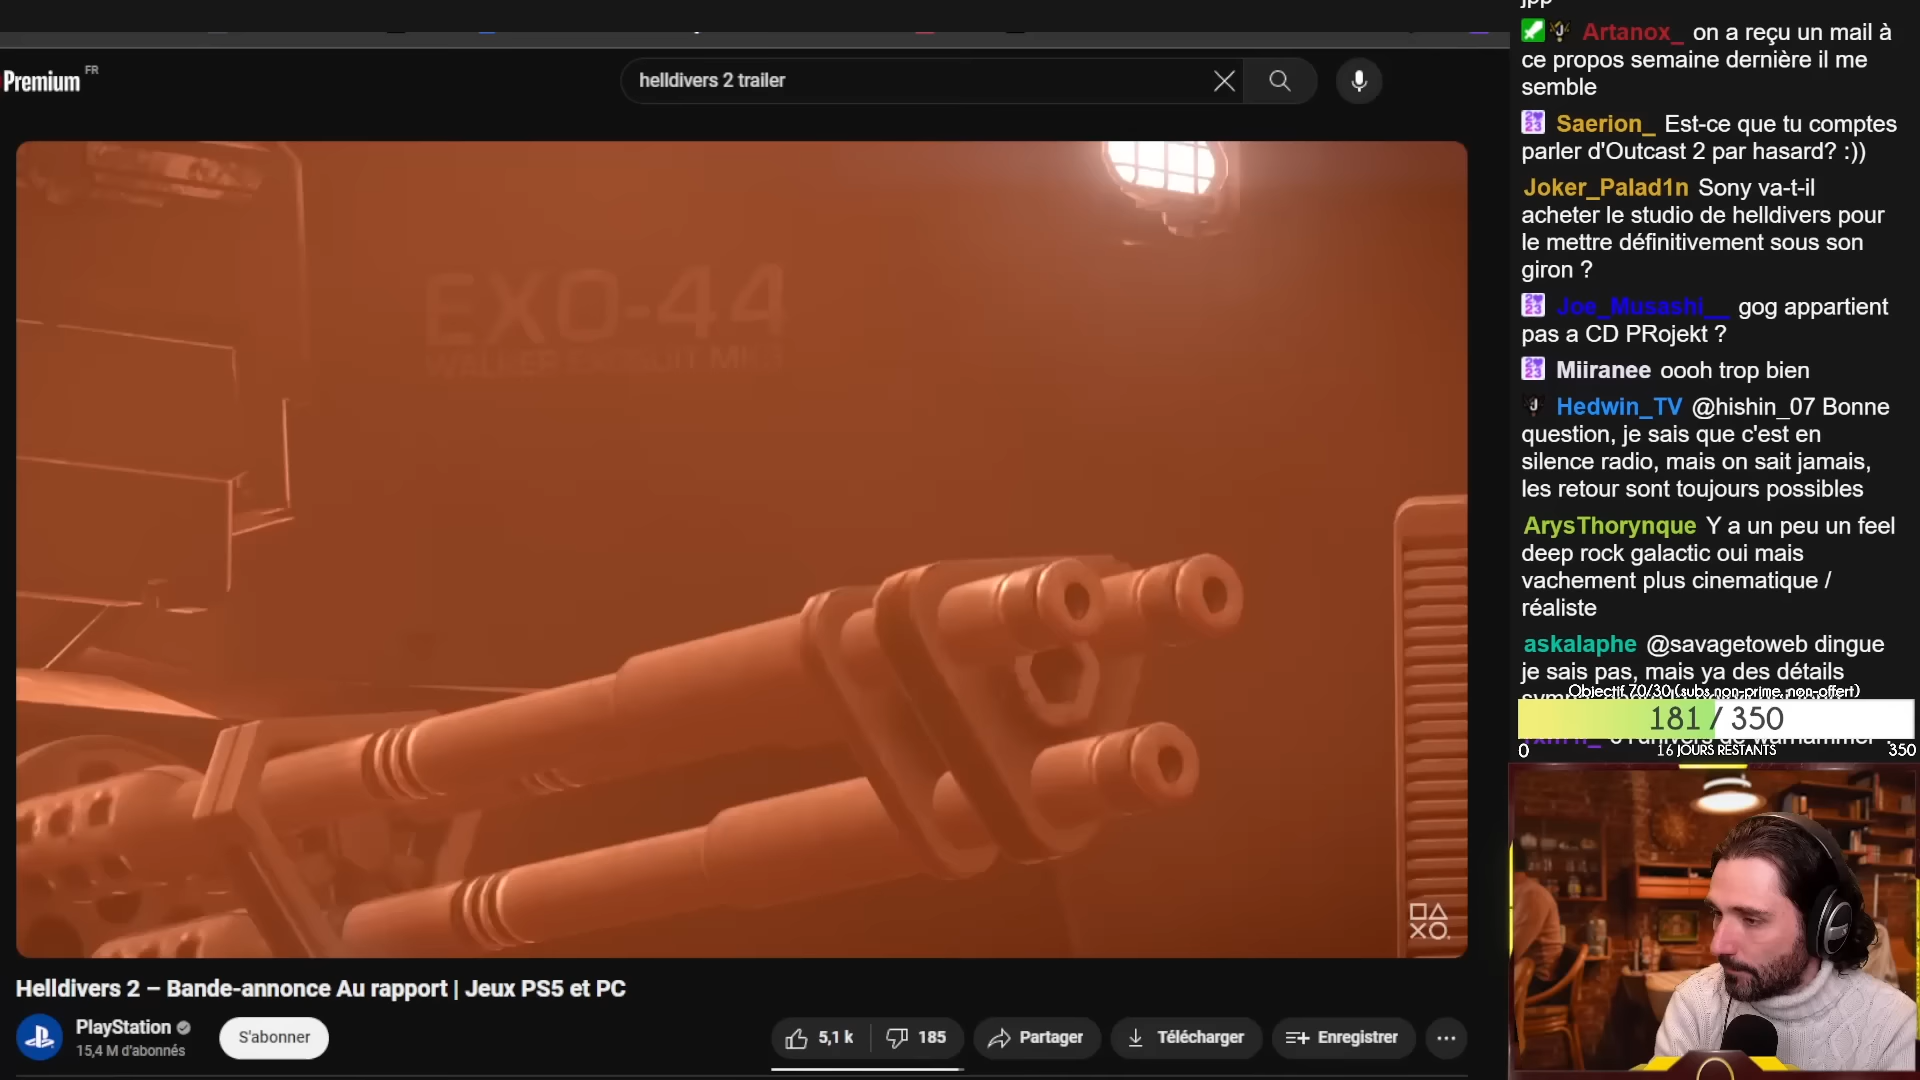 Premium FR
helldivers 2 trailer
EXO-44
WALKER EXOSUIT MK
Helldivers 2 – Bande-annonce Au rapport | Jeux PS5 et PC
PlayStation
15,4 M d'abonnés
S'abonner
5,1 k
185
Partager
Télécharger
Enregistrer
jpp
Artanox_ on a reçu un mail à
ce propos semaine dernière il me
semble
Saerion_ Est-ce que tu comptes
parler d'Outcast 2 par hasard? :))
Joker_Palad1n Sony va-t-il
acheter le studio de helldivers pour
le mettre définitivement sous son
giron ?
Joe_Musashi__ gog appartient
pas a CD PRojekt ?
Miiranee oooh trop bien
Hedwin_TV @hishin_07 Bonne
question, je sais que c'est en
silence radio, mais on sait jamais,
les retour sont toujours possibles
ArysThorynque Y a un peu un feel
deep rock galactic oui mais
vachement plus cinematique /
réaliste
askalaphe @savagetoweb dingue
je sais pas, mais ya des détails
Objectif 70/30 (subs non-prime, non-offert)
181 / 350
0
16 JOURS RESTANTS
350